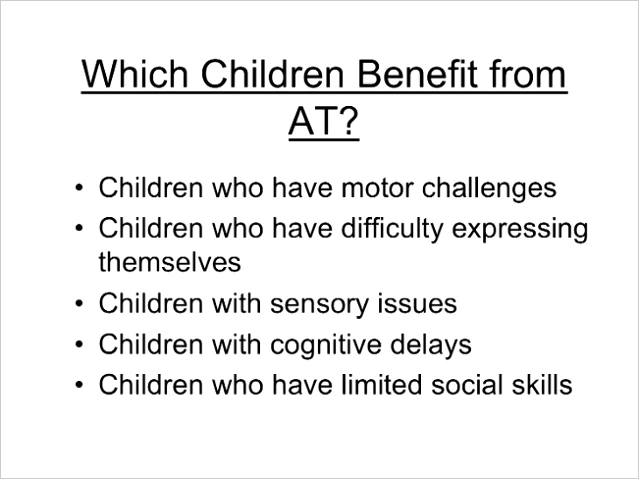 Which Children Benefit from
AT?
• Children who have motor challenges
• Children who have difficulty expressing
themselves
• Children with sensory issues
• Children with cognitive delays
• Children who have limited social skills